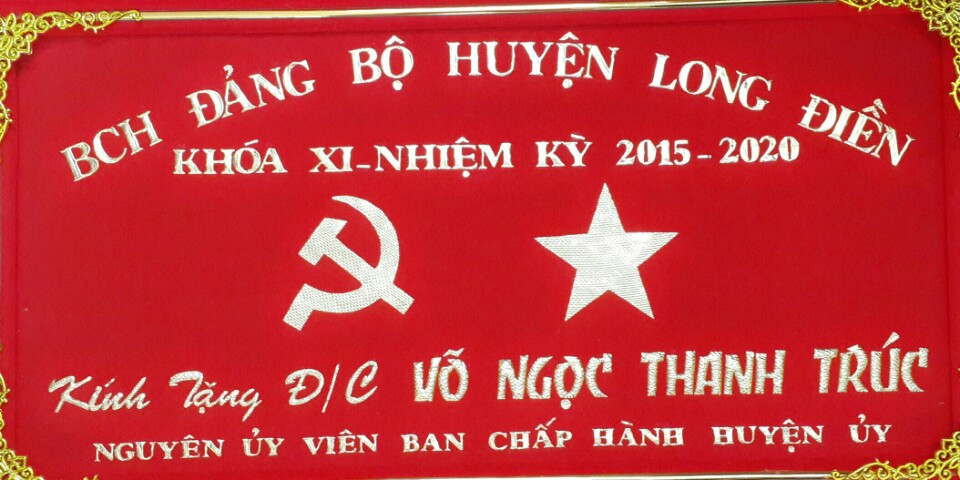 BCH ĐẢNG BỘ HUYỆN LONG ĐIỀN
KHÓA XI-NHIỆM KỲ 2015-2020
Kính Tặng Đ/C VÕ NGỌC THANH TRÚC
NGUYÊN ỦY VIÊN BAN CHẤP HÀNH HUYỆN ỦY